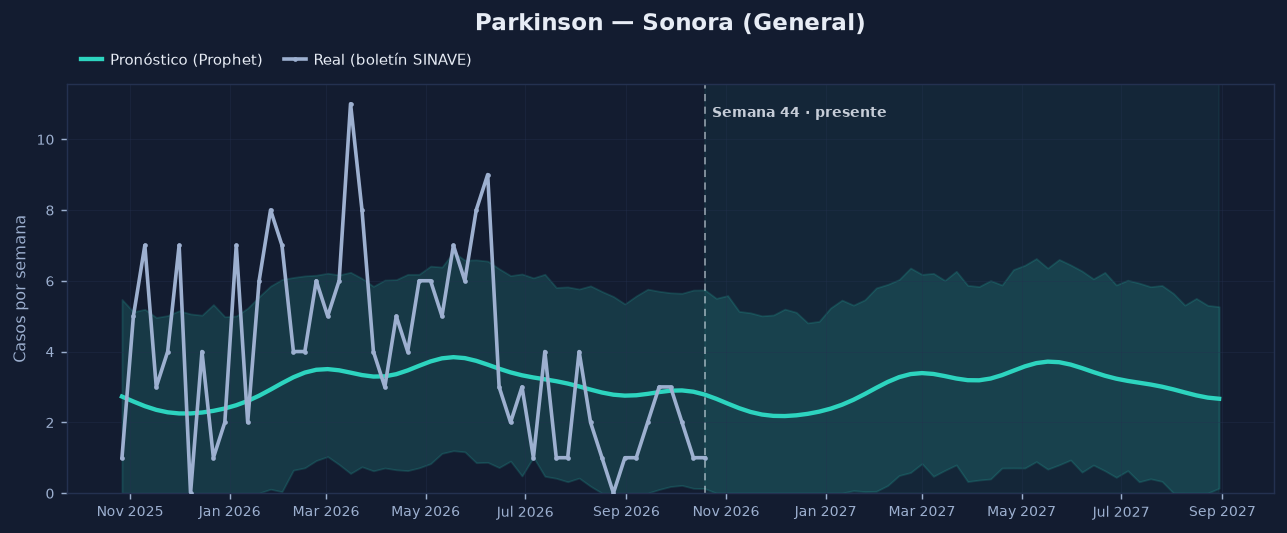 Parkinson — Sonora (General)
Pronóstico (Prophet)
Real (boletín SINAVE)
Semana 44 · presente
Casos por semana
10
8
6
4
2
0
Nov 2025
Jan 2026
Mar 2026
May 2026
Jul 2026
Sep 2026
Nov 2026
Jan 2027
Mar 2027
May 2027
Jul 2027
Sep 2027